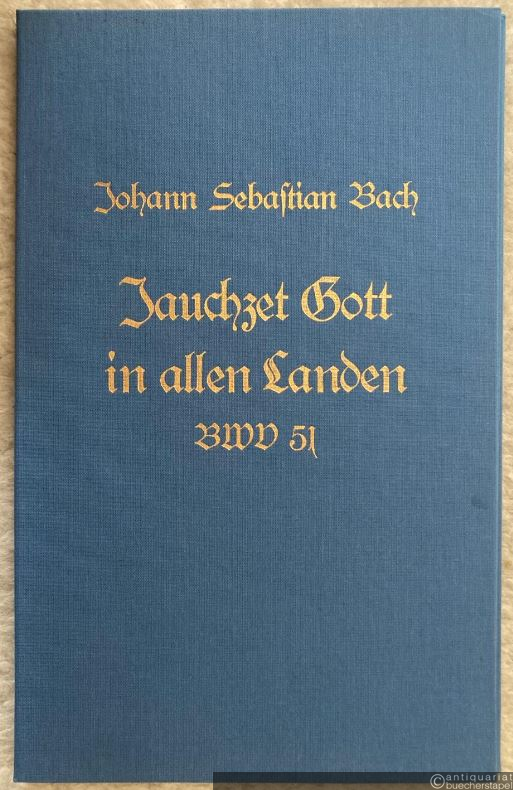 Johann Sebaſtian Bach
Jauchzet Gott
in allen Landen
BWV 51
©antiquariat
buecherstapel